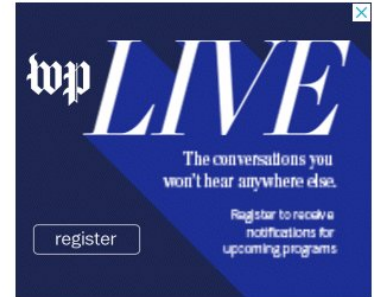 wp LIVE
The conversations you
won't hear anywhere else.
Register to receive
notifications for
upcoming programs
register